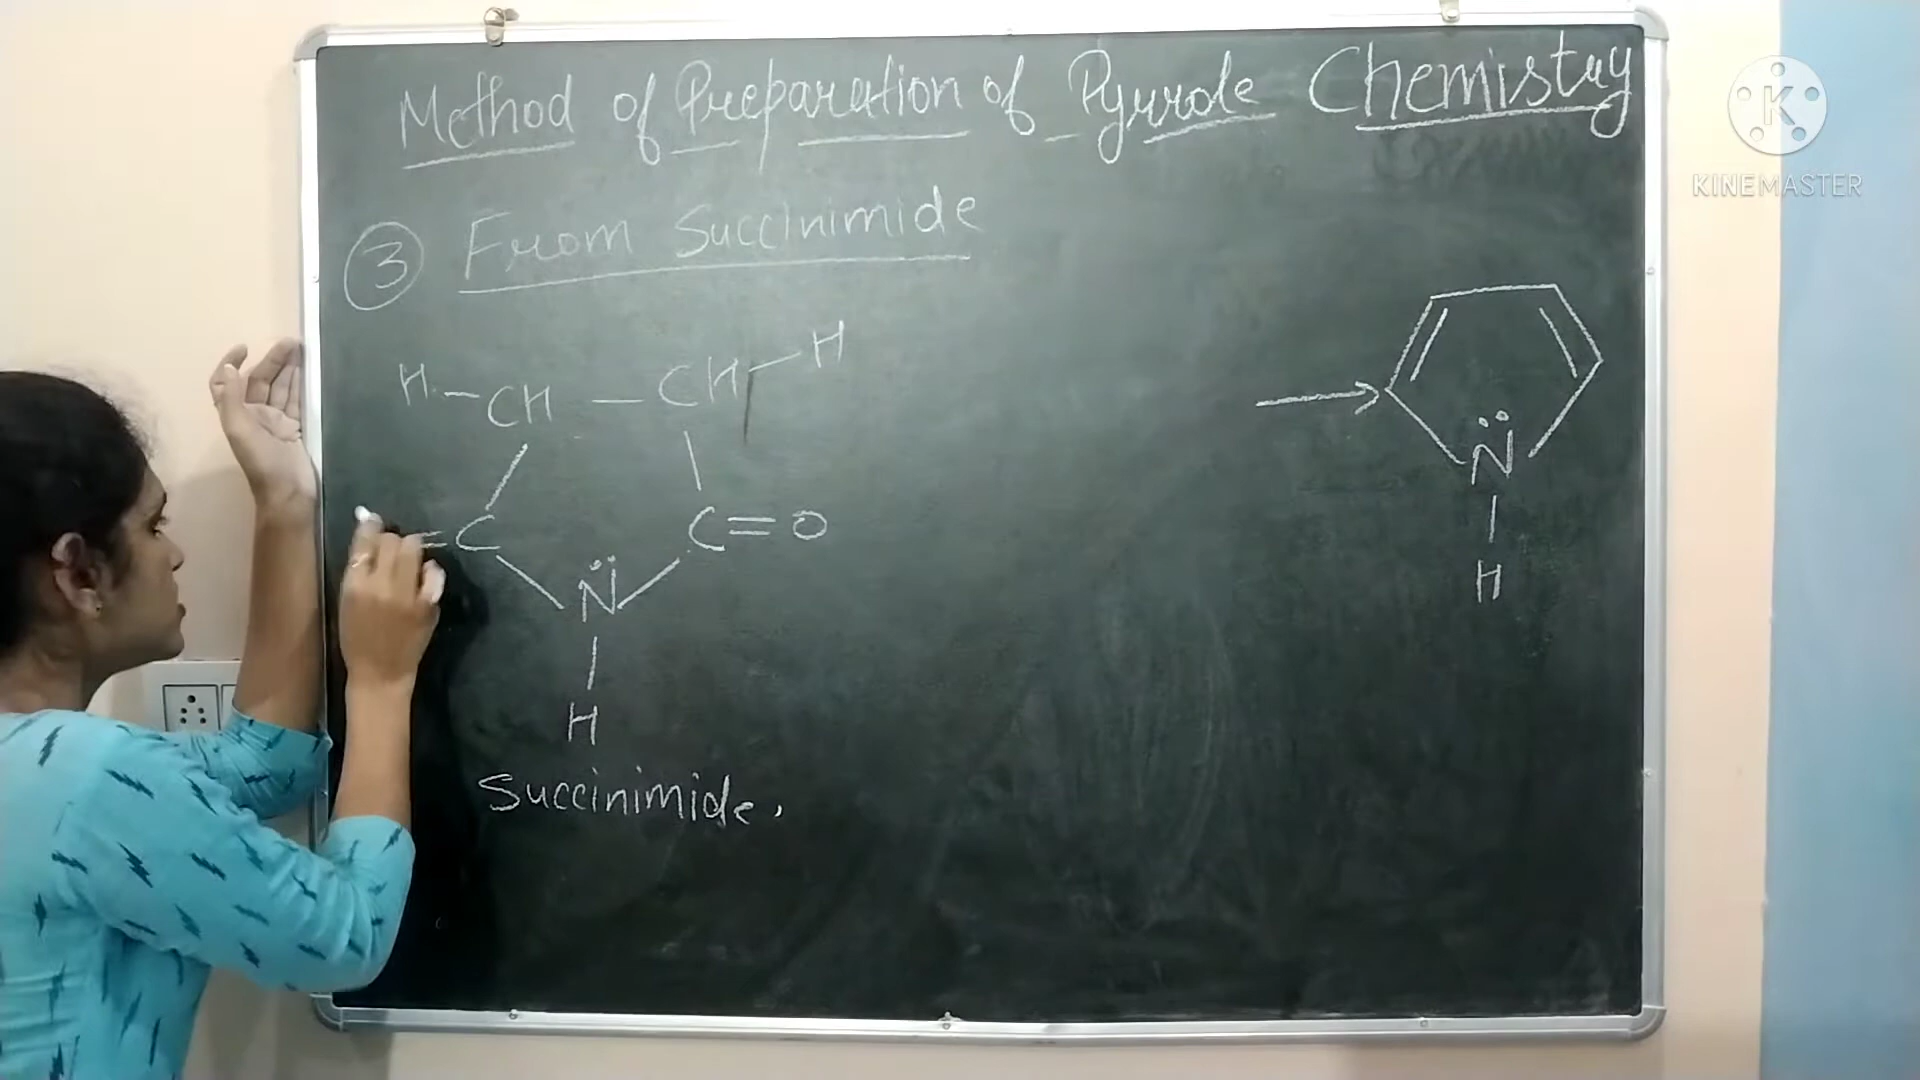 Method of Preparation of Pyrrole Chemistry
③ From Succinimide
H-CH-CH-H
=C C=O
N̈
H
Succinimide.
N̈
H
K
KINEMASTER